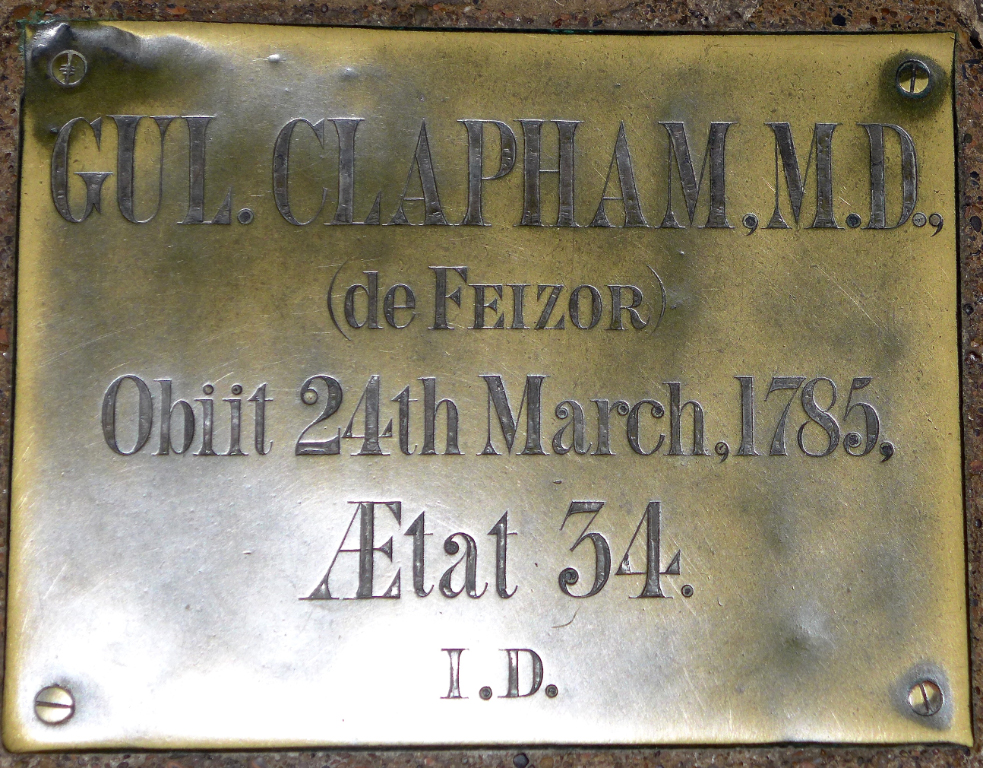 GUL. CLAPHAM, M.D.,
(de FEIZOR)
Obiit 24th March, 1785,
Ætat 34.
I.D.